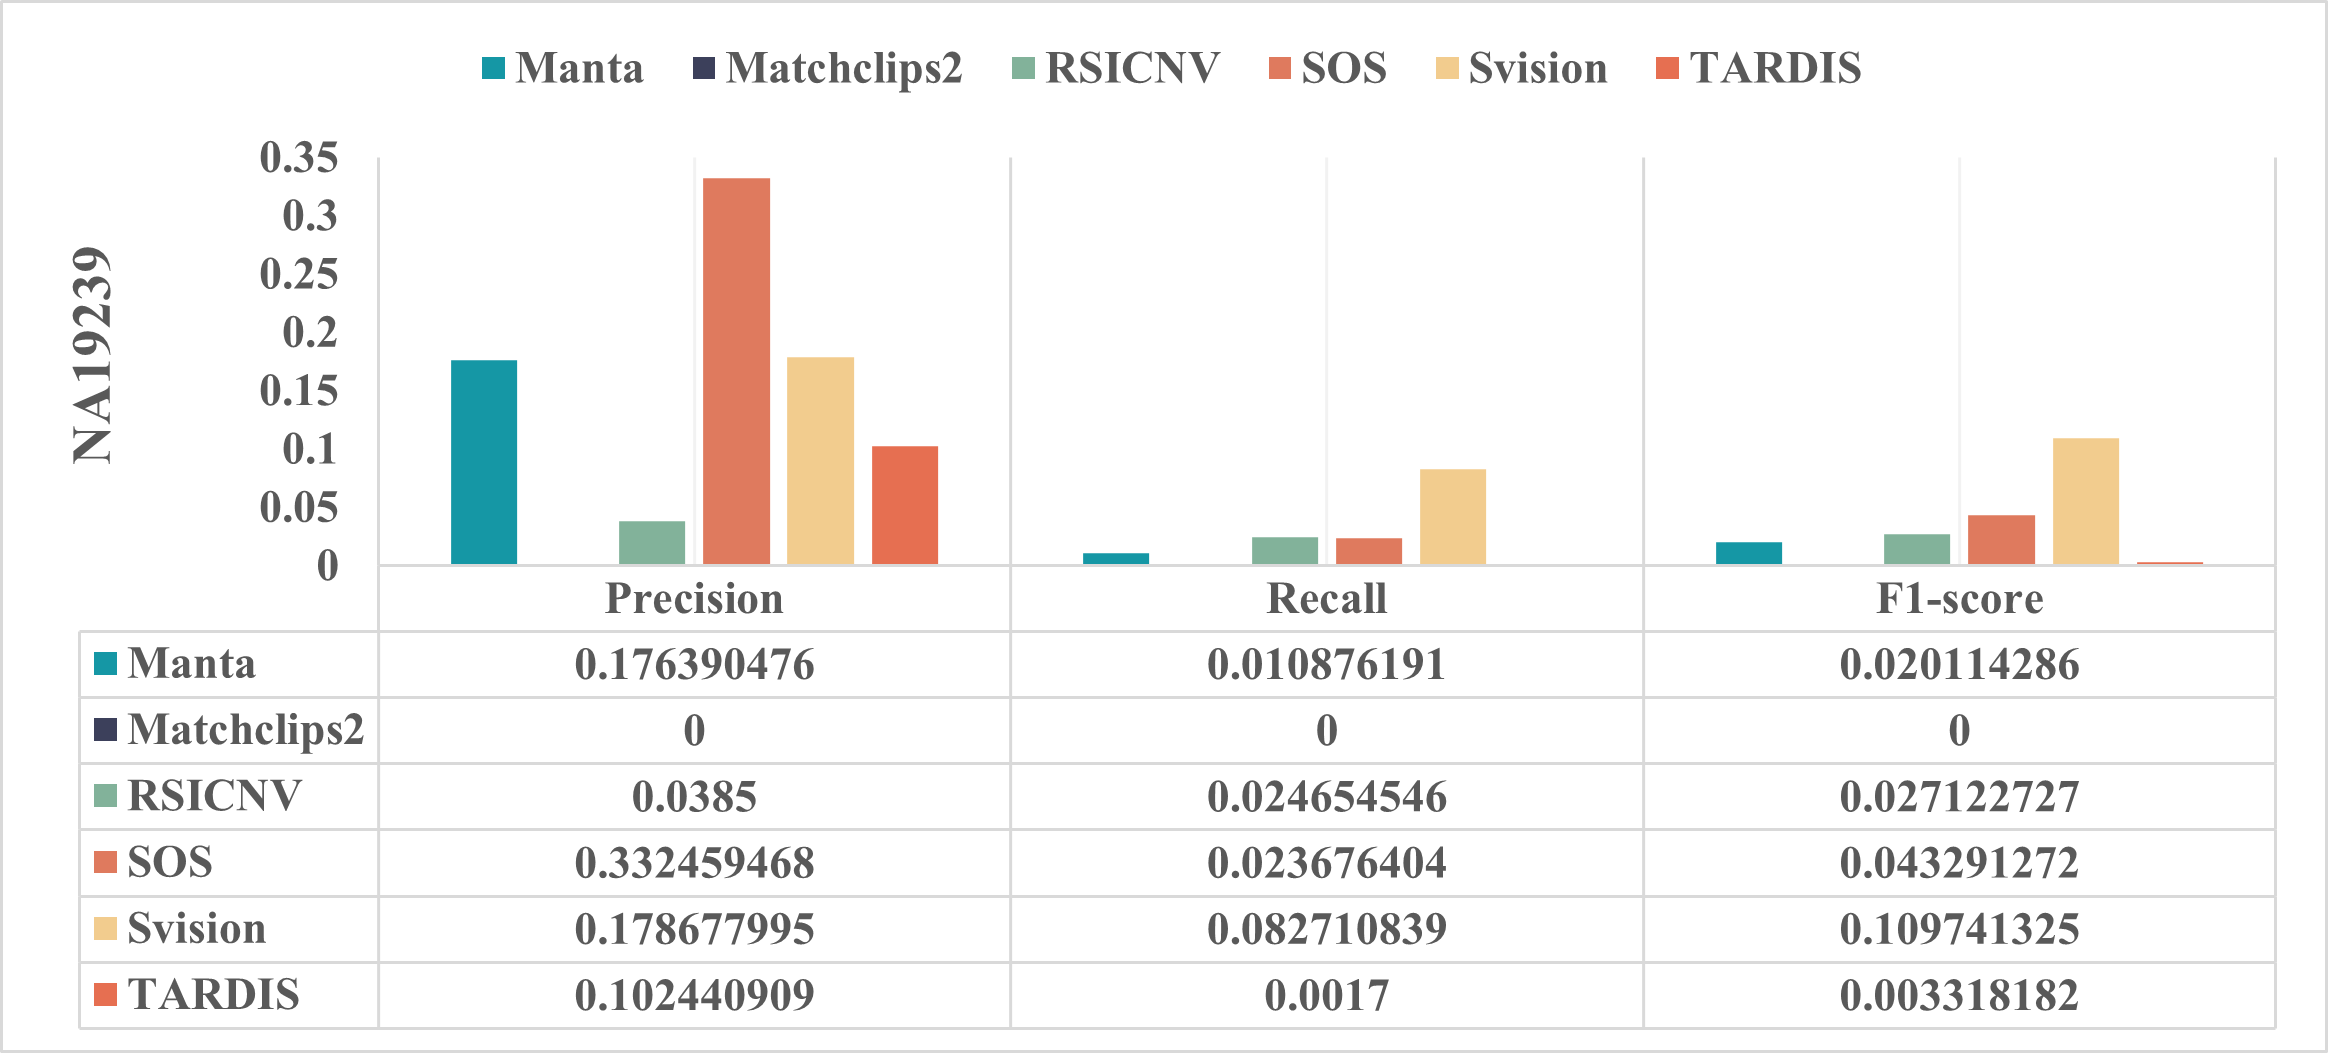 Manta Matchclips2 RSICNV SOS Svision TARDIS
NA19239
0.35
0.3
0.25
0.2
0.15
0.1
0.05
0
Precision Recall F1-score
Manta 0.176390476 0.010876191 0.020114286
Matchclips2 0 0 0
RSICNV 0.0385 0.024654546 0.027122727
SOS 0.332459468 0.023676404 0.043291272
Svision 0.178677995 0.082710839 0.109741325
TARDIS 0.102440909 0.0017 0.003318182